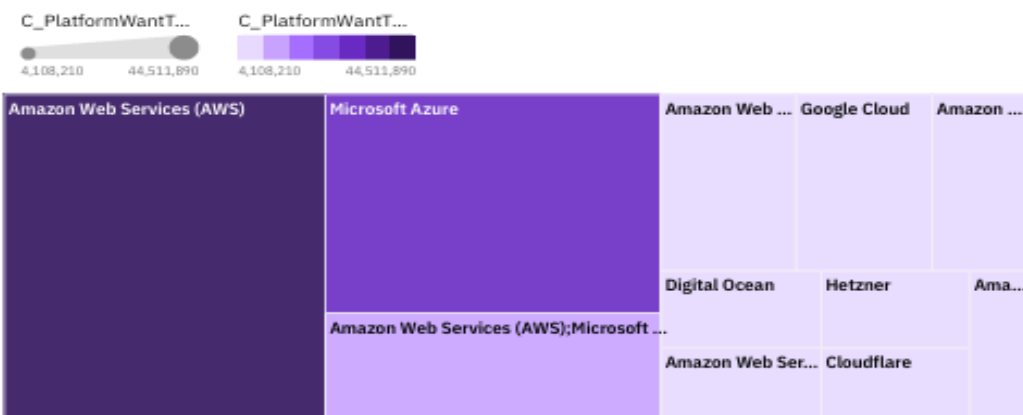 C_PlatformWantT... C_PlatformWantT...
4,108,210 44,511,890 4,108,210 44,511,890
Amazon Web Services (AWS) Microsoft Azure Amazon Web ... Google Cloud Amazon ...
Digital Ocean Hetzner Ama...
Amazon Web Services (AWS);Microsoft ...
Amazon Web Ser... Cloudflare